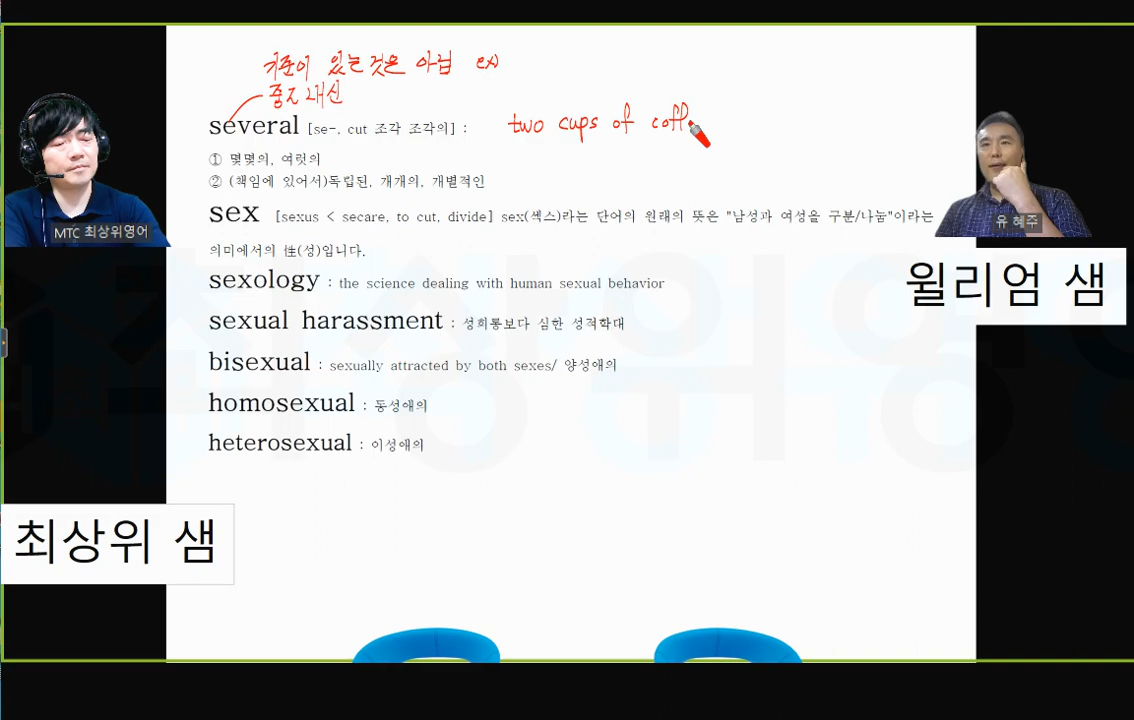 기준이 있는것은 아님 ex)
several [se-, cut 조각 조각의] :
two cups of coff
① 몇몇의, 여럿의
② (책임에 있어서)독립된, 개개의, 개별적인
sex [sexus < secare, to cut, divide] sex(섹스)라는 단어의 원래의 뜻은 "남성과 여성을 구분/나눔"이라는
의미에서의 性(성)입니다.
sexology : the science dealing with human sexual behavior
sexual harassment : 성희롱보다 심한 성적학대
bisexual : sexually attracted by both sexes/ 양성애의
homosexual : 동성애의
heterosexual : 이성애의
MTC 최상위영어
유 혜주
윌리엄 샘
최상위 샘